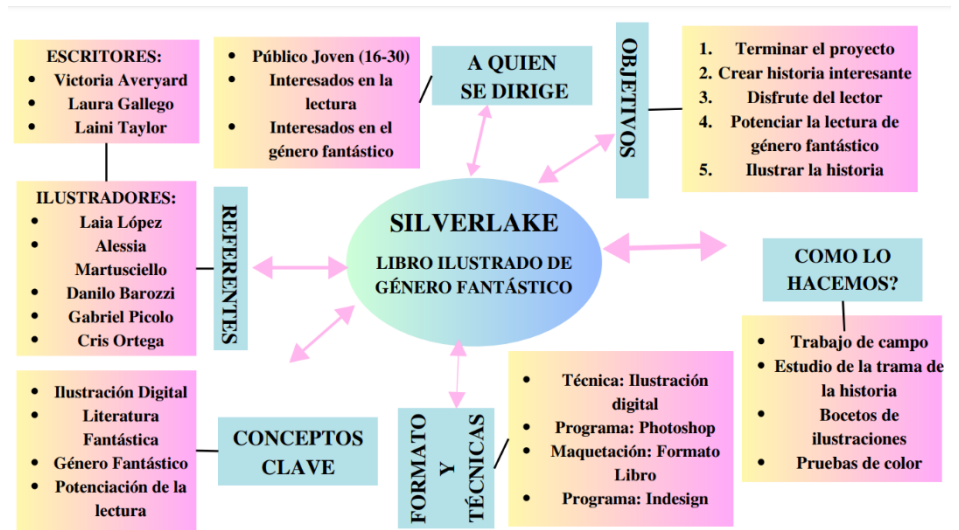 ESCRITORES:
Victoria Averyard
Laura Gallego
Laini Taylor
ILUSTRADORES:
Laia López
Alessia
Martusciello
Danilo Barozzi
Gabriel Picolo
Cris Ortega
REFERENTES
Público Joven (16-30)
Interesados en la
lectura
Interesados en el
género fantástico
A QUIEN
SE DIRIGE
OBJETIVOS
1. Terminar el proyecto
2. Crear historia interesante
3. Disfrute del lector
4. Potenciar la lectura de
género fantástico
5. Ilustrar la historia
SILVERLAKE
LIBRO ILUSTRADO DE
GÉNERO FANTÁSTICO
COMO LO
HACEMOS?
Trabajo de campo
Estudio de la trama de
la historia
Bocetos de
ilustraciones
Pruebas de color
Ilustración Digital
Literatura
Fantástica
Género Fantástico
Potenciación de la
lectura
CONCEPTOS
CLAVE
FORMATO
Y
TÉCNICAS
Técnica: Ilustración
digital
Programa: Photoshop
Maquetación: Formato
Libro
Programa: Indesign